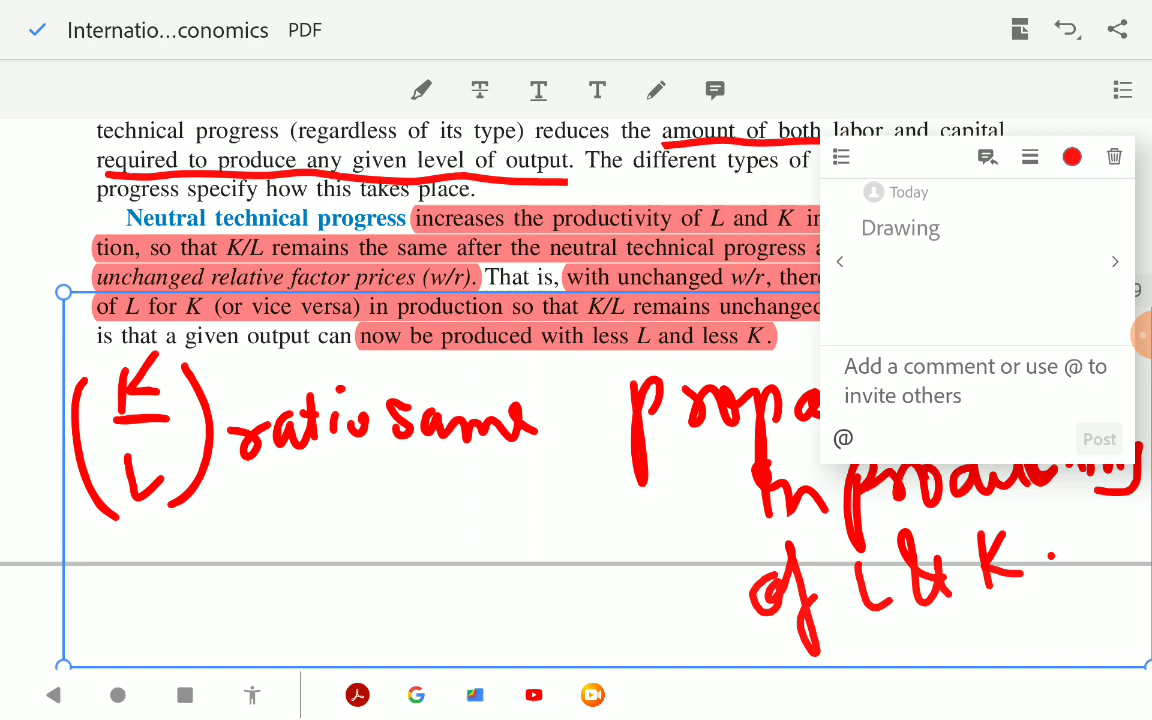 Internatio...conomics PDF
technical progress (regardless of its type) reduces the amount of both labor and capital
required to produce any given level of output. The different types of
progress specify how this takes place.
Neutral technical progress increases the productivity of L and K in
tion, so that K/L remains the same after the neutral technical progress a
unchanged relative factor prices (w/r). That is, with unchanged w/r, there
of L for K (or vice versa) in production so that K/L remains unchanged
is that a given output can now be produced with less L and less K.
Today
Drawing
9
Add a comment or use @ to
invite others
@
Post
(K/L) ratio same
in
of L & K.